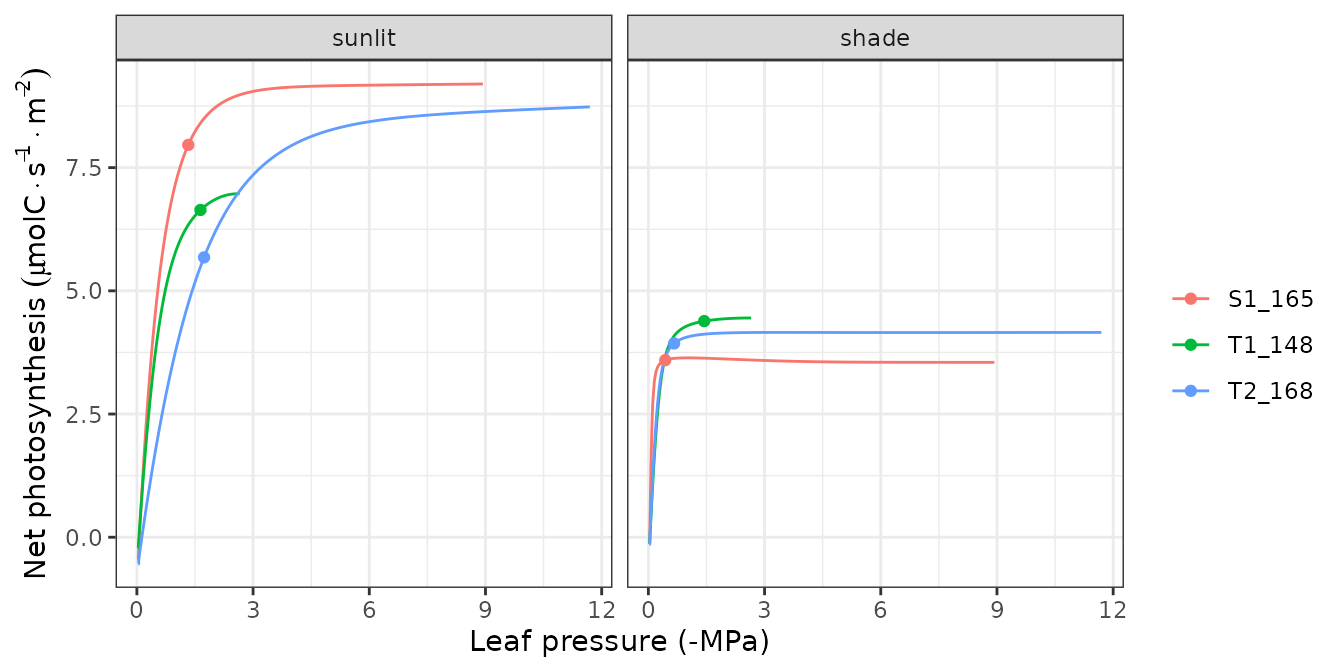 sunlit
shade
Net photosynthesis (μmolC · s⁻¹ · m⁻²)
7.5
5.0
2.5
0.0
0 3 6 9 12
0 3 6 9 12
Leaf pressure (-MPa)
S1_165
T1_148
T2_168